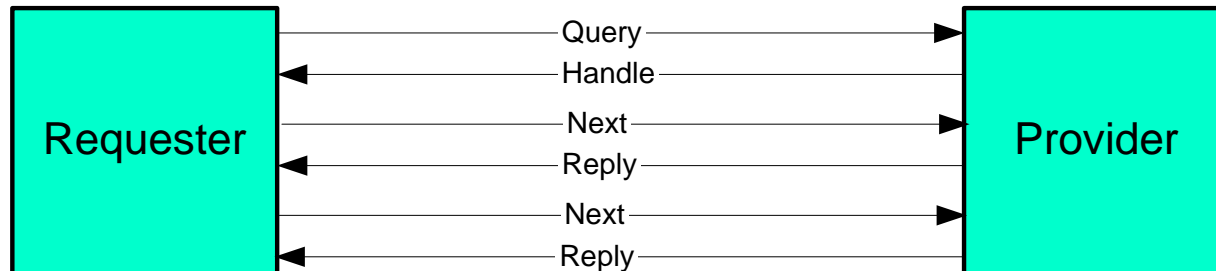 Requester
Query
Handle
Next
Reply
Next
Reply
Provider